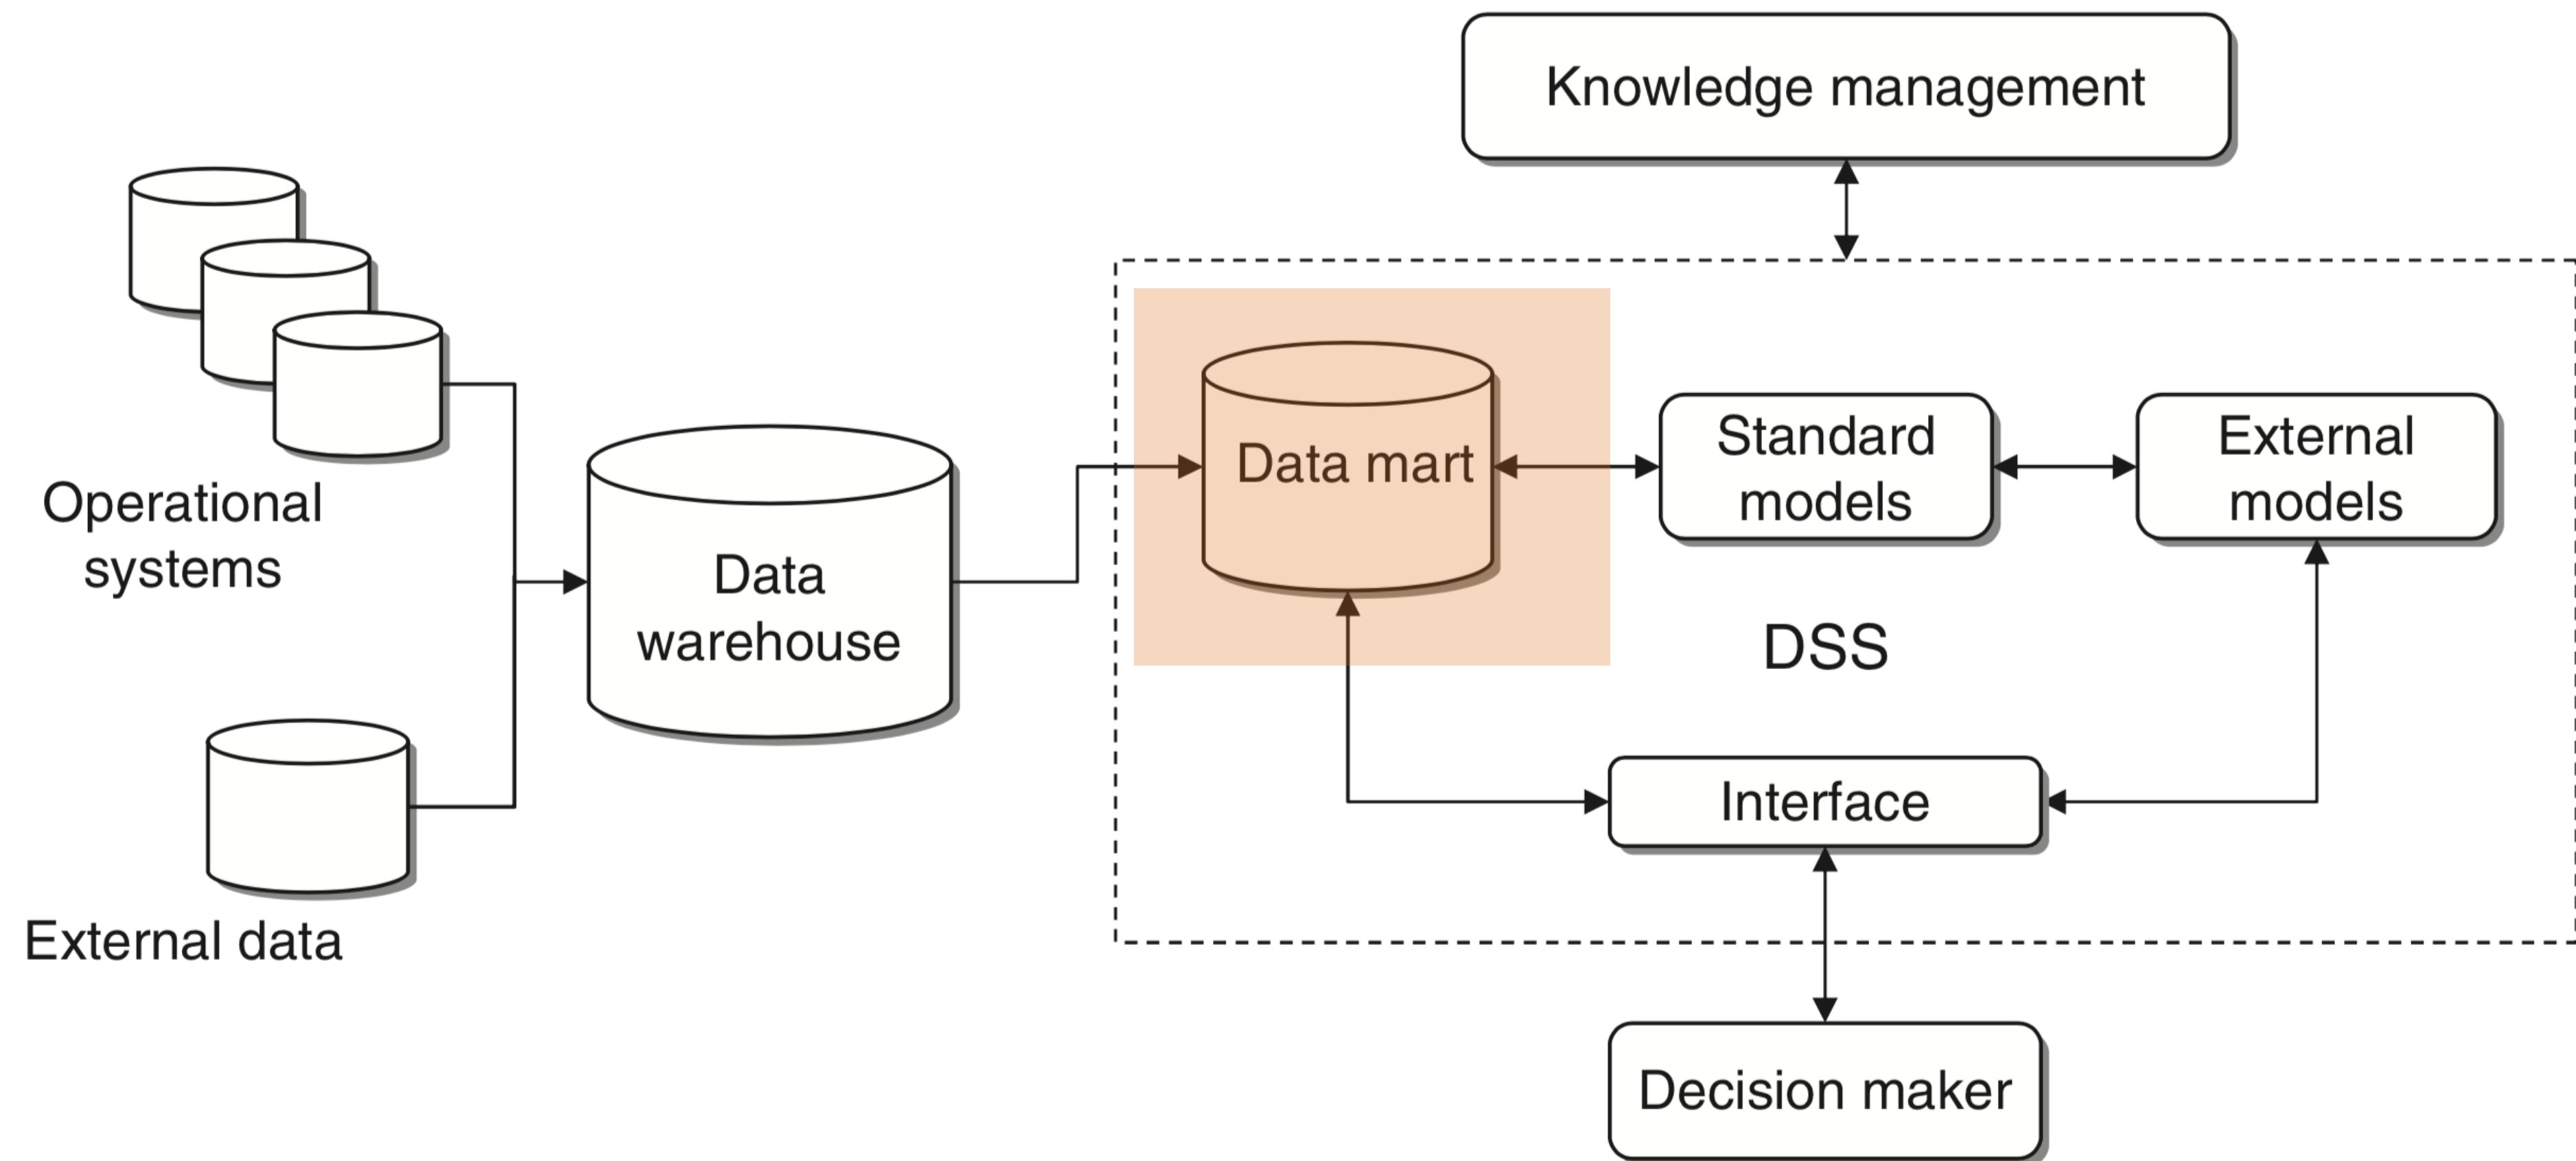 Knowledge management
Operational
systems
Data
warehouse
Data mart
Standard
models
External
models
DSS
Interface
External data
Decision maker